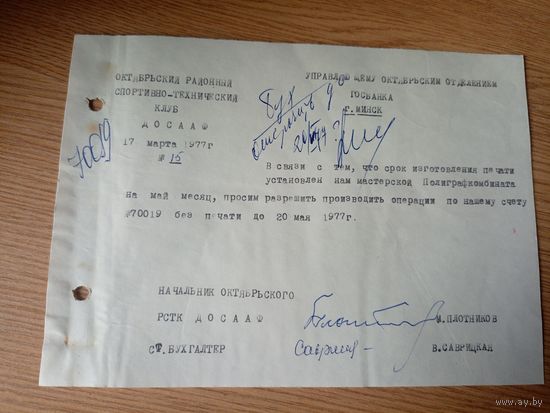 ОКТЯБРЬСКИЙ РАЙОННЫЙ
СПОРТИВНО-ТЕХНИЧЕСКИЙ
КЛУБ
ДОСААФ
17 марта 1977г
№ 15
УПРАВЛЯЮЩЕМУ ОКТЯБРЬСКИМ ОТДЕЛЕНИЕМ
ГОСБАНКА
г.МИНСК
70019
В связи с тем, что срок изготовления печати
установлен нам мастерской Полиграфкомбината
на май месяц, просим разрешить производить операции по нашему счету
№70019 без печати до 20 мая 1977г.
НАЧАЛЬНИК ОКТЯБРЬСКОГО
РСТК ДОСААФ
М.ПЛОТНИКОВ
СТ.БУХГАЛТЕР
В.САВРИЦКАЯ
www.ay.by